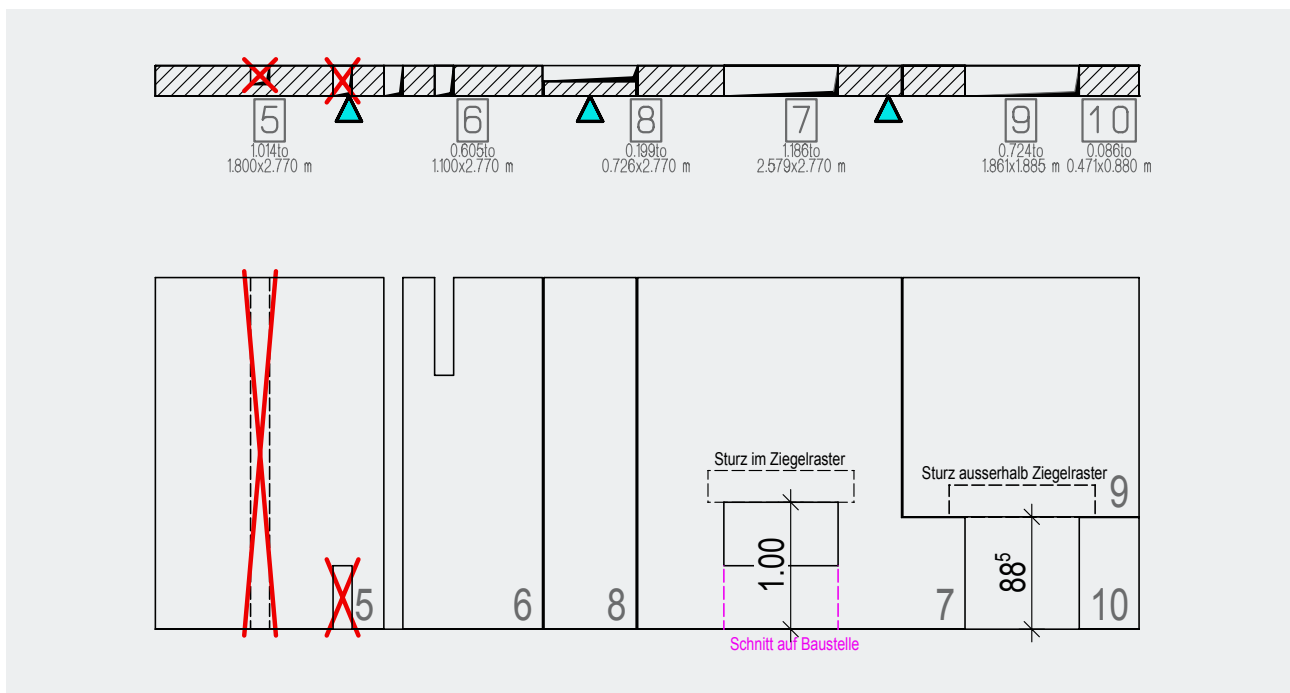 5 6 8 7 9 10
1.014to 0.605to 0.199to 1.186to 0.724to 0.086to
1.800x2.770 m 1.100x2.770 m 0.726x2.770 m 2.579x2.770 m 1.861x1.885 m 0.471x0.880 m
Sturz im Ziegelraster
Sturz ausserhalb Ziegelraster
9
1.00
88⁵
5 6 8 7 10
Schnitt auf Baustelle